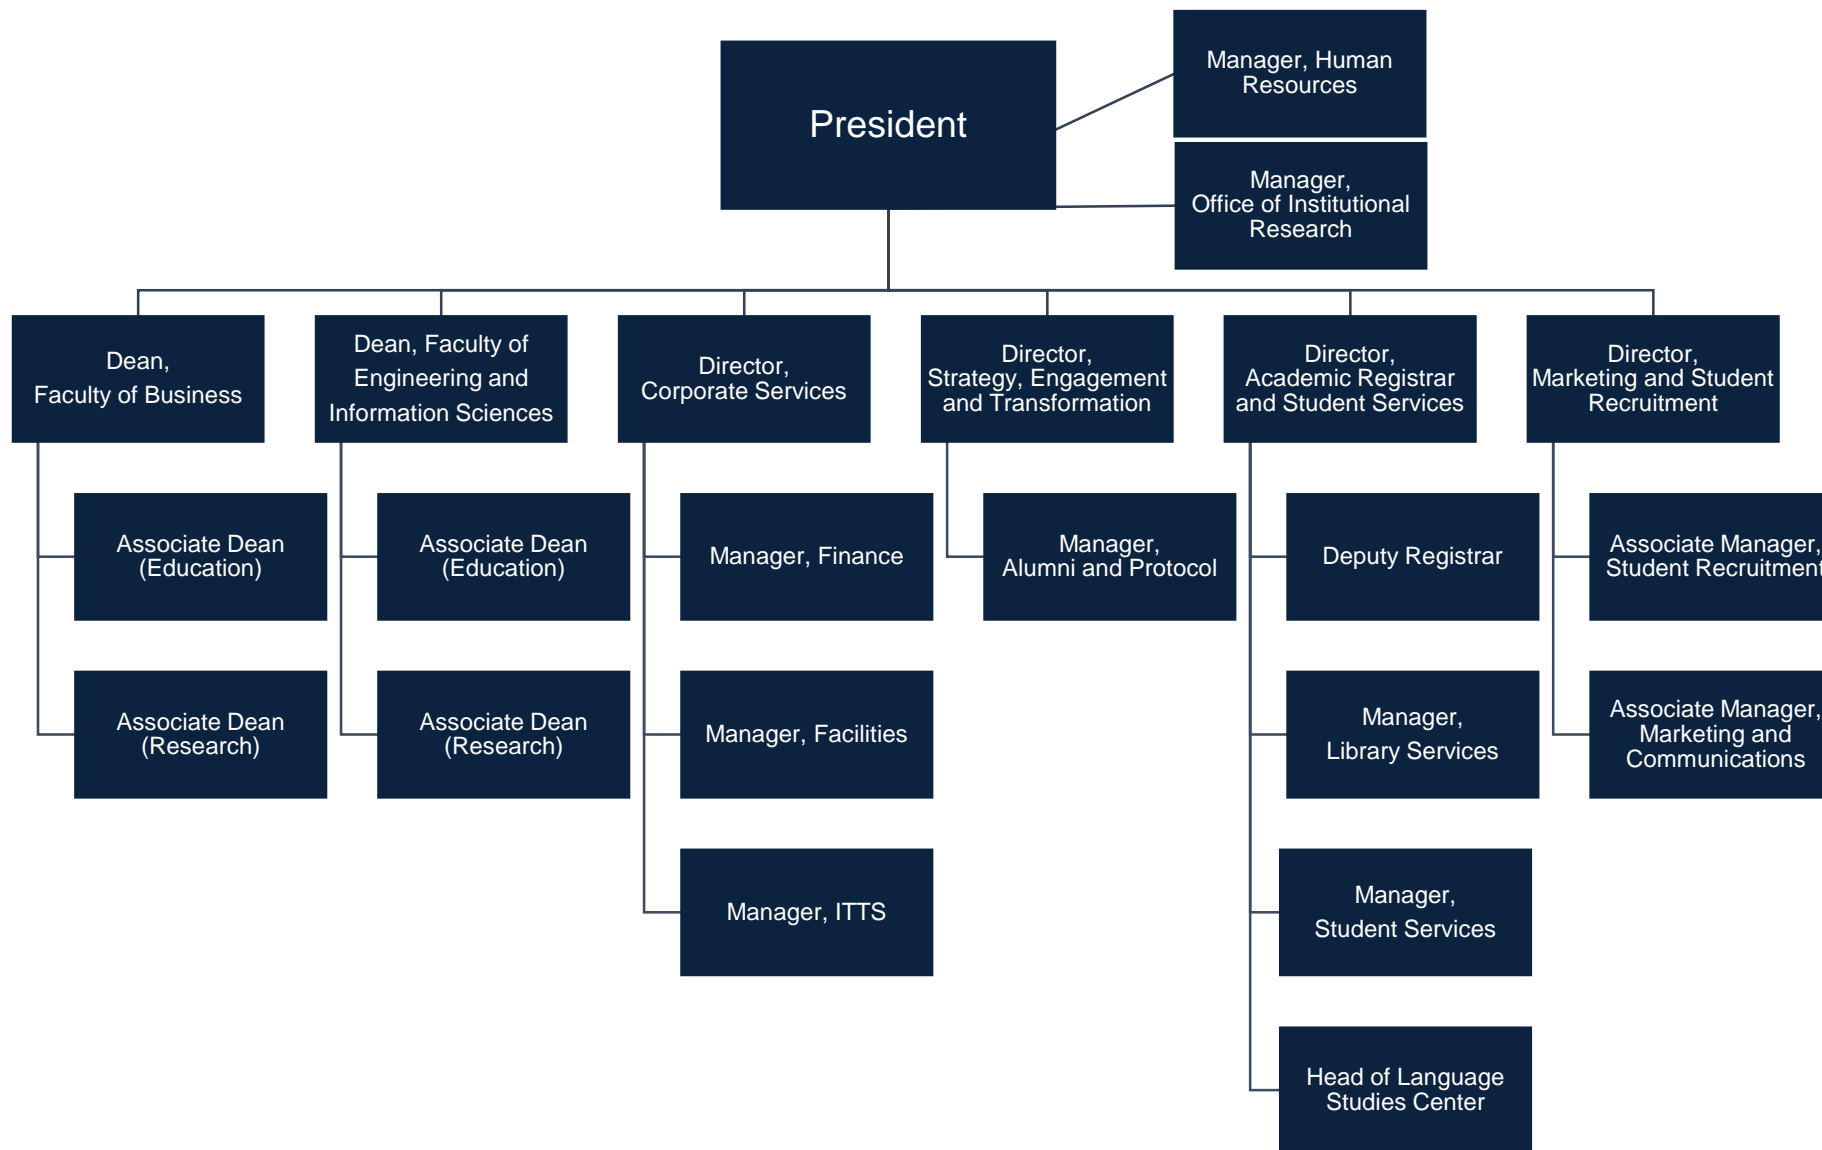 President
Manager, Human
Resources
Manager,
Office of Institutional
Research
Dean,
Faculty of Business
Dean, Faculty of
Engineering and
Information Sciences
Director,
Corporate Services
Director,
Strategy, Engagement
and Transformation
Director,
Academic Registrar
and Student Services
Director,
Marketing and Student
Recruitment
Associate Dean
(Education)
Associate Dean
(Education)
Manager, Finance
Manager,
Alumni and Protocol
Deputy Registrar
Associate Manager,
Student Recruitment
Associate Dean
(Research)
Associate Dean
(Research)
Manager, Facilities
Manager,
Library Services
Associate Manager,
Marketing and
Communications
Manager, ITTS
Manager,
Student Services
Head of Language
Studies Center